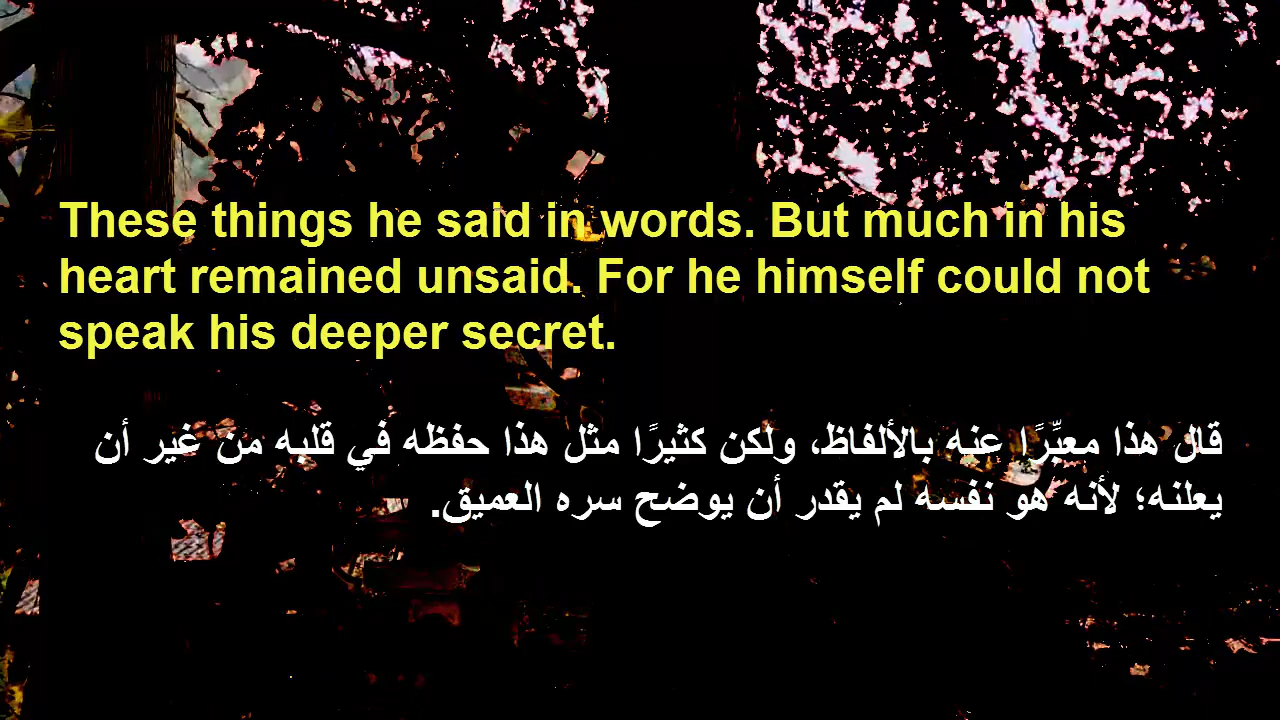 These things he said in words. But much in his
heart remained unsaid. For he himself could not
speak his deeper secret.
قال هذا معبِّرًا عنه بالألفاظ، ولكن كثيرًا مثل هذا حفظه في قلبه من غير أن
يعلنه؛ لأنه هو نفسه لم يقدر أن يوضح سره العميق.